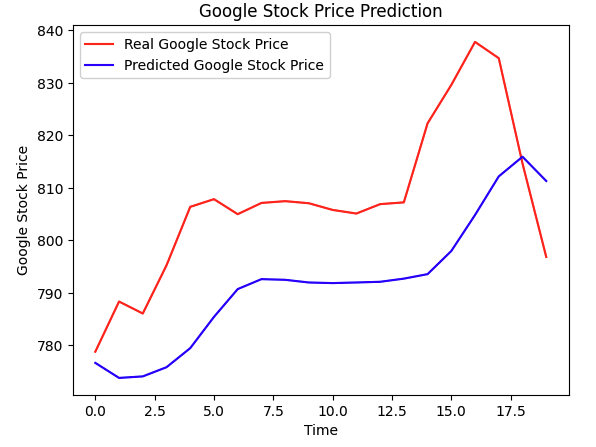 Google Stock Price Prediction
Real Google Stock Price
Predicted Google Stock Price
840
830
820
810
800
790
780
Google Stock Price
0.0 2.5 5.0 7.5 10.0 12.5 15.0 17.5
Time